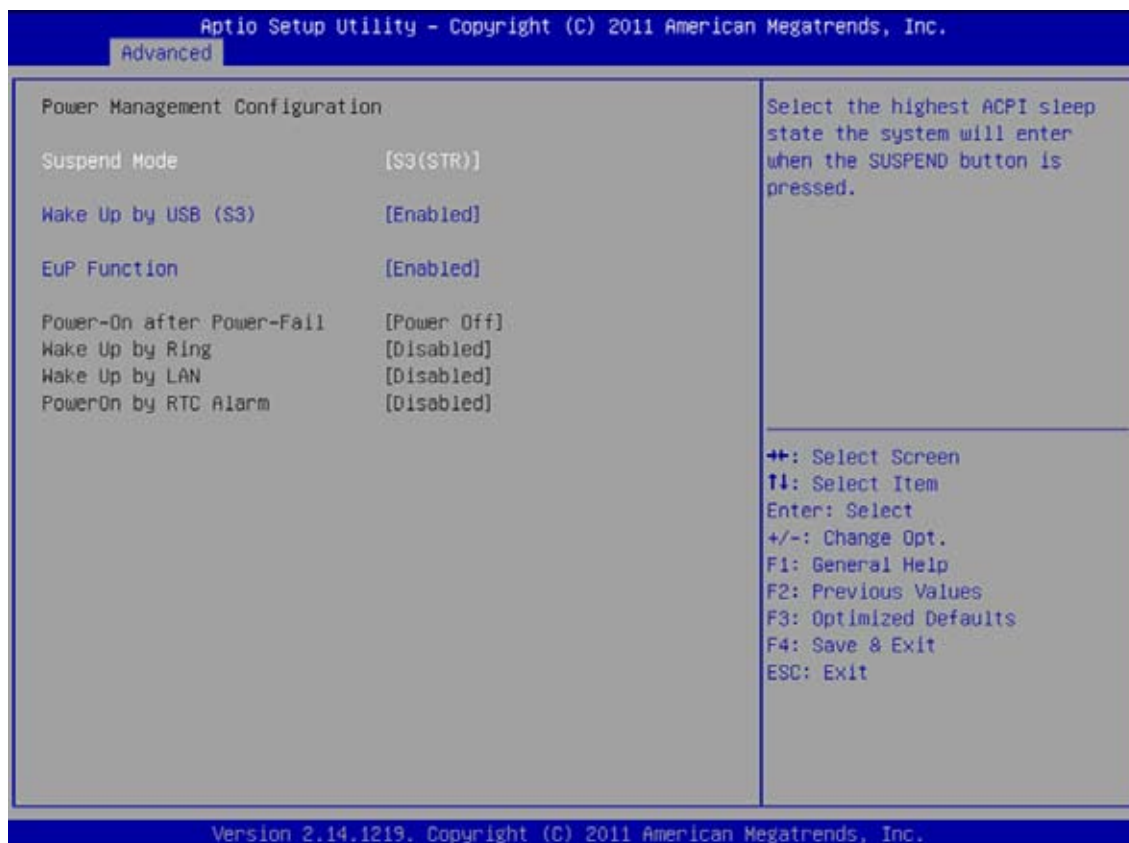 Aptio Setup Utility – Copyright (C) 2011 American Megatrends, Inc.
Advanced
Power Management Configuration
Suspend Mode [S3(STR)]
Wake Up by USB (S3) [Enabled]
EuP Function [Enabled]
Power-On after Power-Fail [Power Off]
Wake Up by Ring [Disabled]
Wake Up by LAN [Disabled]
PowerOn by RTC Alarm [Disabled]
Select the highest ACPI sleep
state the system will enter
when the SUSPEND button is
pressed.
→←: Select Screen
↑↓: Select Item
Enter: Select
+/-: Change Opt.
F1: General Help
F2: Previous Values
F3: Optimized Defaults
F4: Save & Exit
ESC: Exit
Version 2.14.1219. Copyright (C) 2011 American Megatrends, Inc.